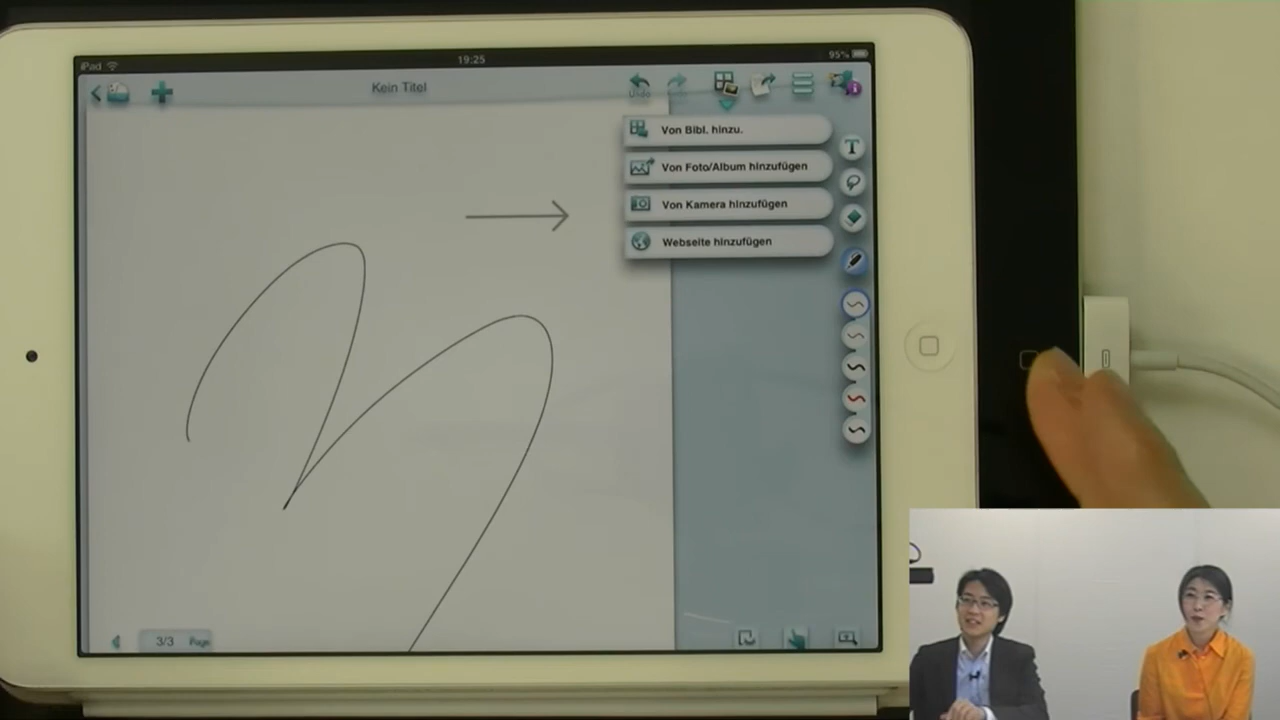 iPad 19:25 95%
Kein Titel
Undo
Von Bibl. hinzu.
Von Foto/Album hinzufügen
Von Kamera hinzufügen
Webseite hinzufügen
T
3/3 Page